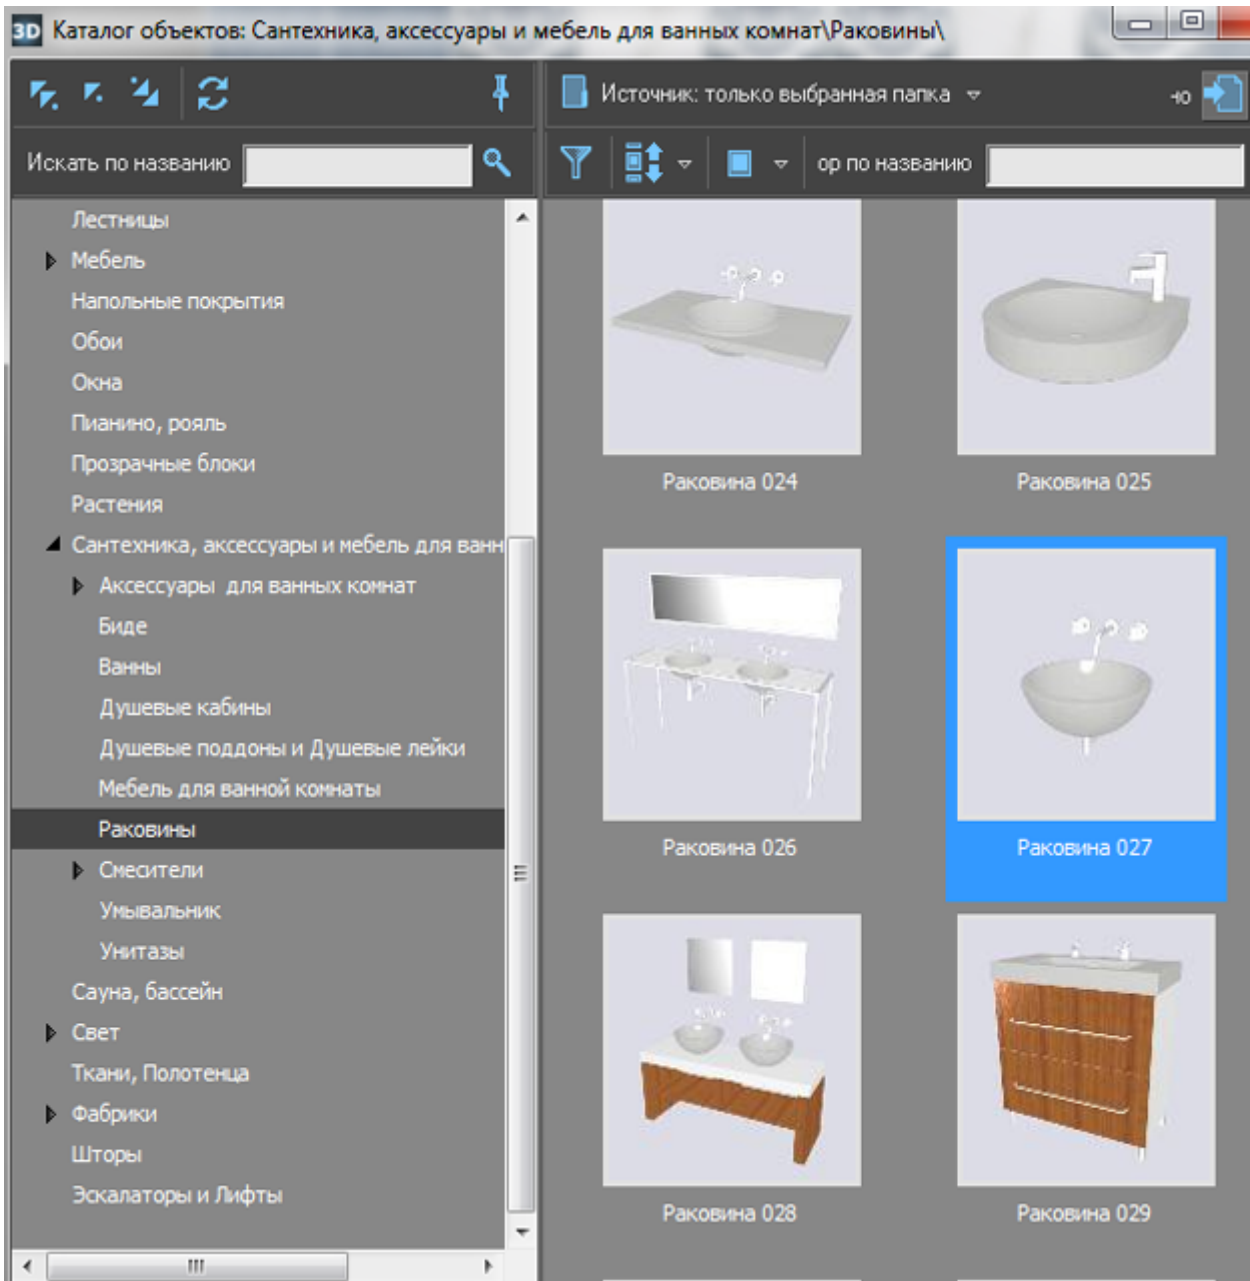 3D Каталог объектов: Сантехника, аксессуары и мебель для ванных комнат\Раковины\
Источник: только выбранная папка
ю
Искать по названию
ор по названию
Лестницы
Мебель
Напольные покрытия
Обои
Окна
Пианино, рояль
Прозрачные блоки
Растения
Сантехника, аксессуары и мебель для ванн
Аксессуары для ванных комнат
Биде
Ванны
Душевые кабины
Душевые поддоны и Душевые лейки
Мебель для ванной комнаты
Раковины
Смесители
Умывальник
Унитазы
Сауна, бассейн
Свет
Ткани, Полотенца
Фабрики
Шторы
Эскалаторы и Лифты
Раковина 024
Раковина 025
Раковина 026
Раковина 027
Раковина 028
Раковина 029